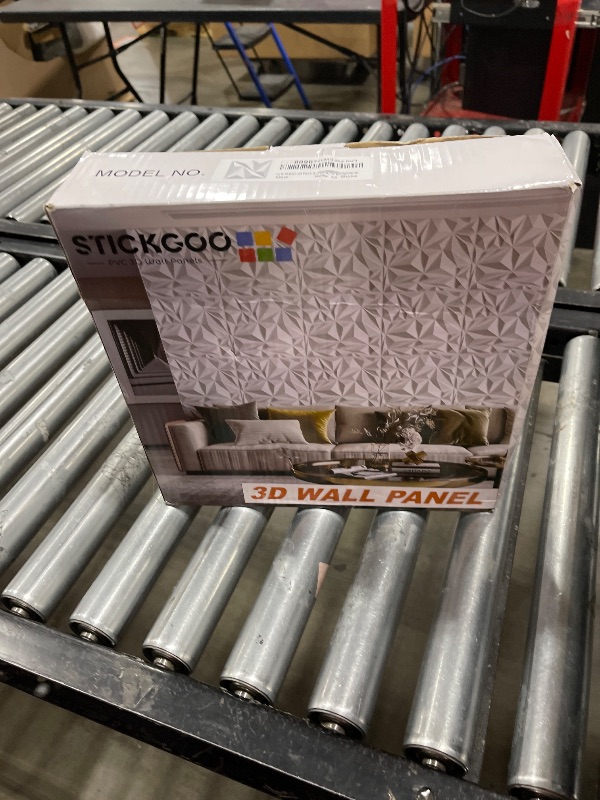 MODEL NO.
STICKGOO
PVC 3D Wall Panels
3D WALL PANEL